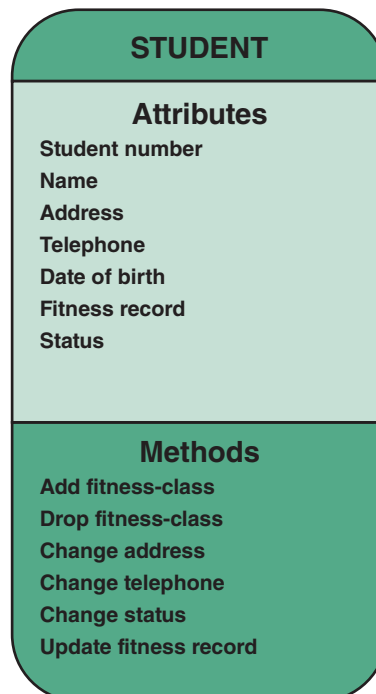 STUDENT
Attributes
Student number
Name
Address
Telephone
Date of birth
Fitness record
Status
Methods
Add fitness-class
Drop fitness-class
Change address
Change telephone
Change status
Update fitness record